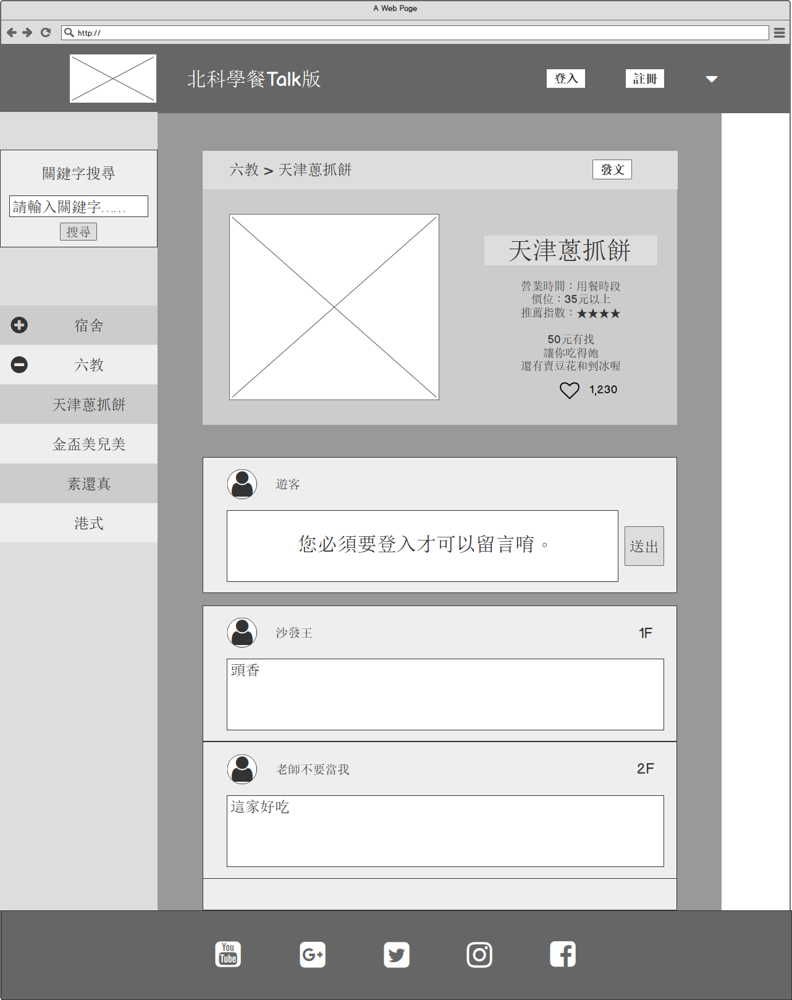 A Web Page
http://
北科學餐Talk版
登入
註冊
關鍵字搜尋
請輸入關鍵字……
搜尋
宿舍
六教
天津蔥抓餅
金盃美兒美
素還真
港式
六教 > 天津蔥抓餅
發文
天津蔥抓餅
營業時間：用餐時段
價位：35元以上
推薦指數：★★★★
50元有找
讓你吃得飽
還有賣豆花和剉冰喔
1,230
遊客
您必須要登入才可以留言唷。
送出
沙發王
1F
頭香
老師不要當我
2F
這家好吃
You
Tube
G+